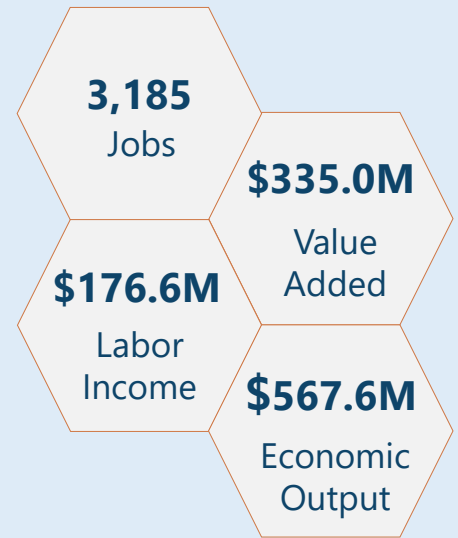 3,185
Jobs
$335.0M
Value
Added
$176.6M
Labor
Income
$567.6M
Economic
Output